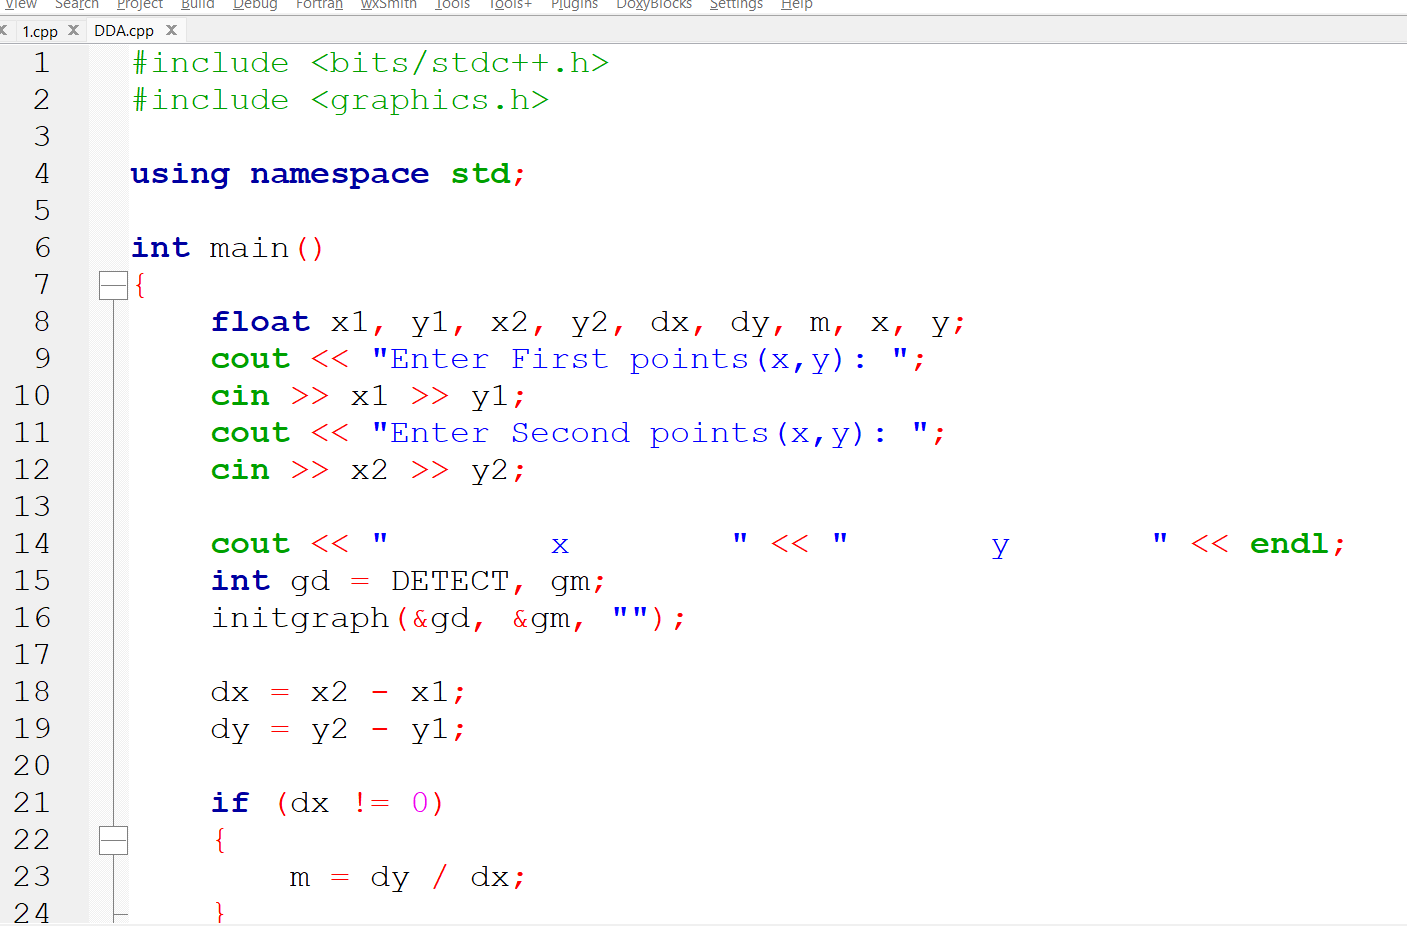 View Search Project Build Debug Fortran wxSmith Tools Tools+ Plugins DoxyBlocks Settings Help
1.cpp X DDA.cpp X
1 #include <bits/stdc++.h>
2 #include <graphics.h>
3
4 using namespace std;
5
6 int main()
7 {
8     float x1, y1, x2, y2, dx, dy, m, x, y;
9     cout << "Enter First points(x,y): ";
10     cin >> x1 >> y1;
11     cout << "Enter Second points(x,y): ";
12     cin >> x2 >> y2;
13
14     cout << "        x        " << "       y       " << endl;
15     int gd = DETECT, gm;
16     initgraph(&gd, &gm, "");
17
18     dx = x2 - x1;
19     dy = y2 - y1;
20
21     if (dx != 0)
22     {
23         m = dy / dx;
24     }